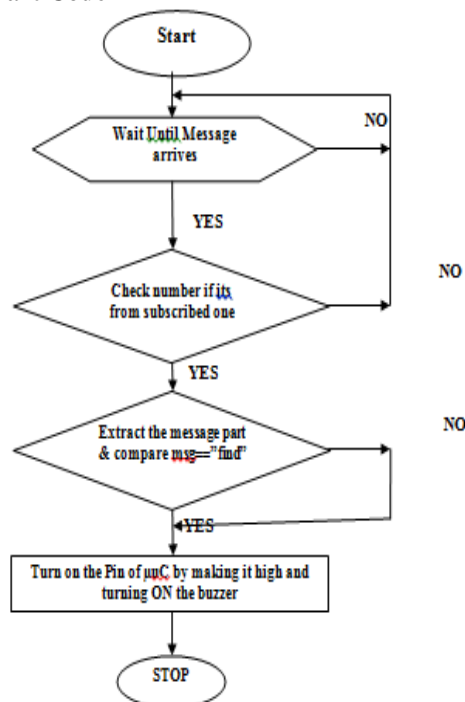 Start
NO
Wait Until Message
arrives
YES
NO
Check number if its
from subscribed one
YES
NO
Extract the message part
& compare msg==”find”
YES
Turn on the Pin of µuC by making it high and
turning ON the buzzer
STOP